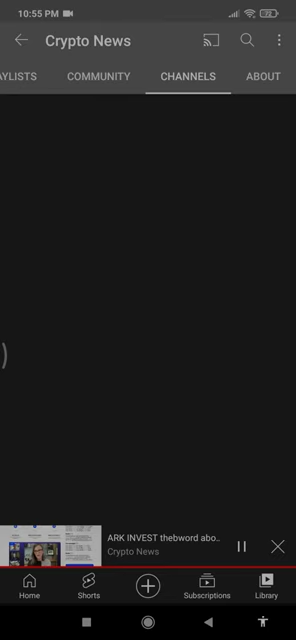 10:55 PM
72
Crypto News
AYLISTS COMMUNITY CHANNELS ABOUT
ARK INVEST thebword abo..
Crypto News
Home Shorts Subscriptions Library